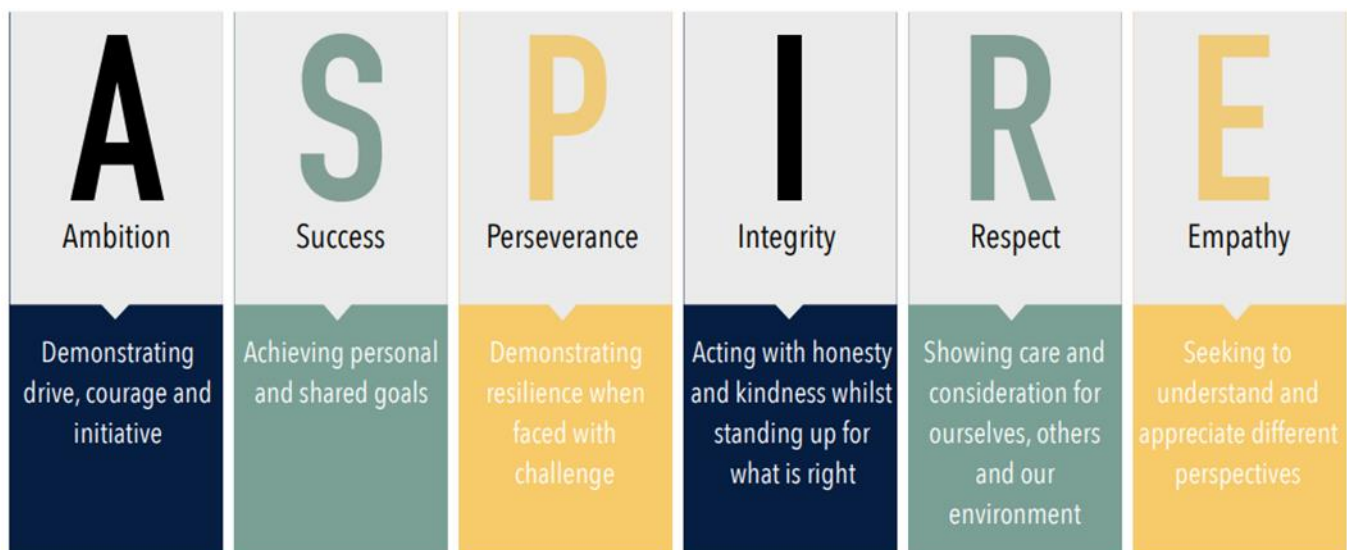 A
Ambition
Demonstrating
drive, courage and
initiative
S
Success
Achieving personal
and shared goals
P
Perseverance
Demonstrating
resilience when
faced with
challenge
I
Integrity
Acting with honesty
and kindness whilst
standing up for
what is right
R
Respect
Showing care and
consideration for
ourselves, others
and our
environment
E
Empathy
Seeking to
understand and
appreciate different
perspectives